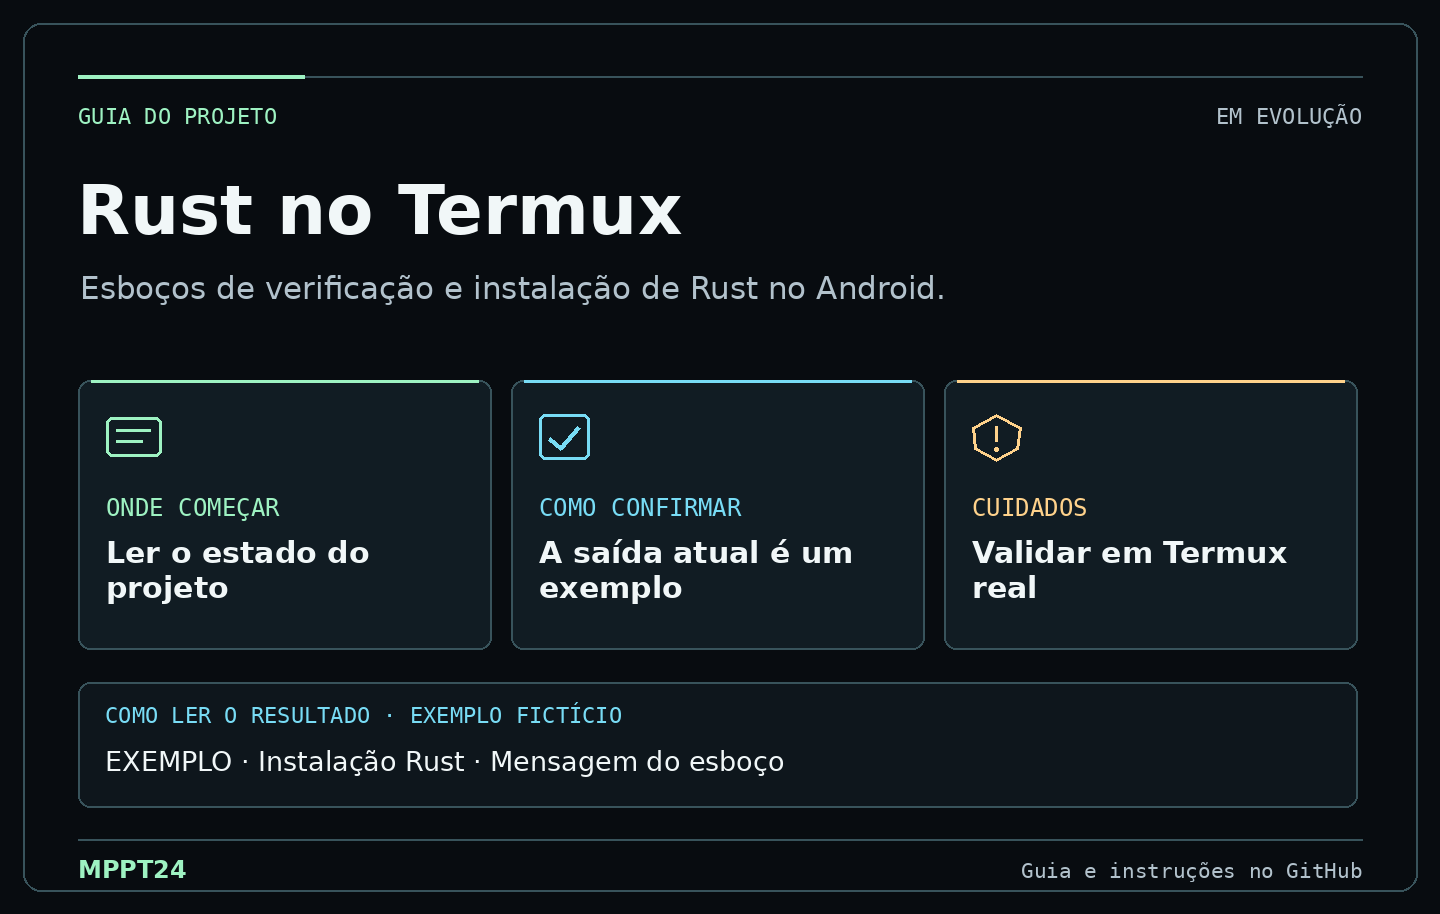 GUIA DO PROJETO
EM EVOLUÇÃO
Rust no Termux
Esboços de verificação e instalação de Rust no Android.
ONDE COMEÇAR
Ler o estado do
projeto
COMO CONFIRMAR
A saída atual é um
exemplo
CUIDADOS
Validar em Termux
real
COMO LER O RESULTADO · EXEMPLO FICTÍCIO
EXEMPLO · Instalação Rust · Mensagem do esboço
MPPT24
Guia e instruções no GitHub